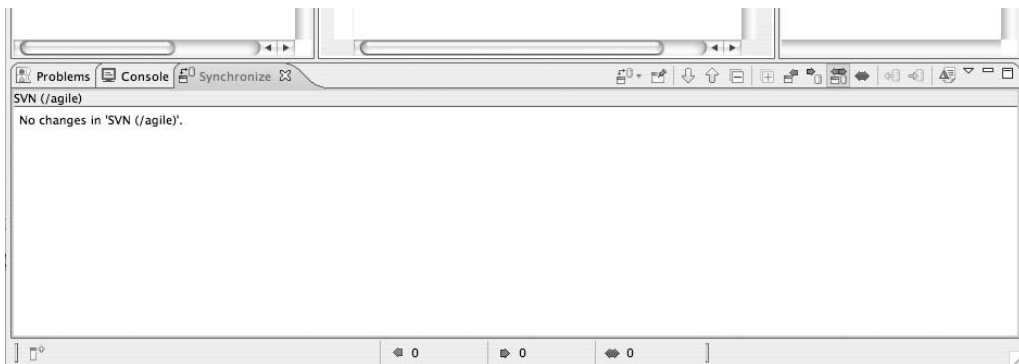 Problems Console Synchronize
SVN (/agile)
No changes in 'SVN (/agile)'.
0 0 0